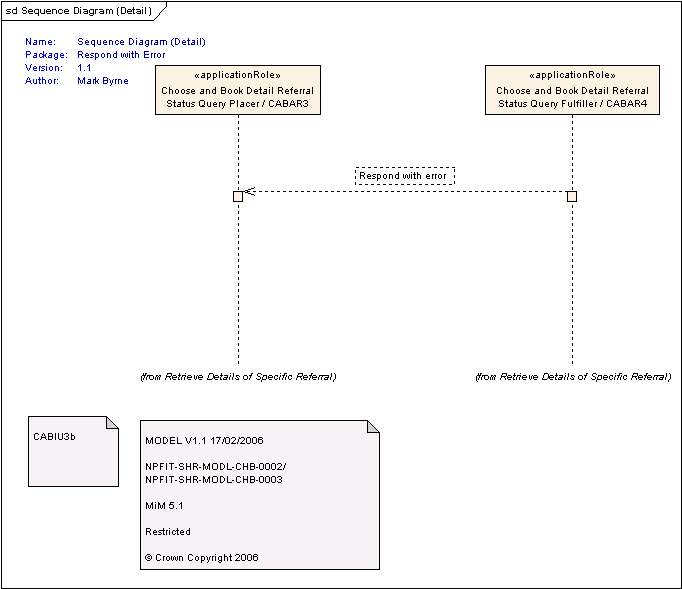 sd Sequence Diagram (Detail)
Name: Sequence Diagram (Detail)
Package: Respond with Error
Version: 1.1
Author: Mark Byrne
«applicationRole»
Choose and Book Detail Referral
Status Query Placer / CABAR3
«applicationRole»
Choose and Book Detail Referral
Status Query Fulfiller / CABAR4
Respond with error
(from Retrieve Details of Specific Referral)
(from Retrieve Details of Specific Referral)
CABIU3b
MODEL V1.1 17/02/2006
NPFIT-SHR-MODL-CHB-0002/
NPFIT-SHR-MODL-CHB-0003
MiM 5.1
Restricted
© Crown Copyright 2006